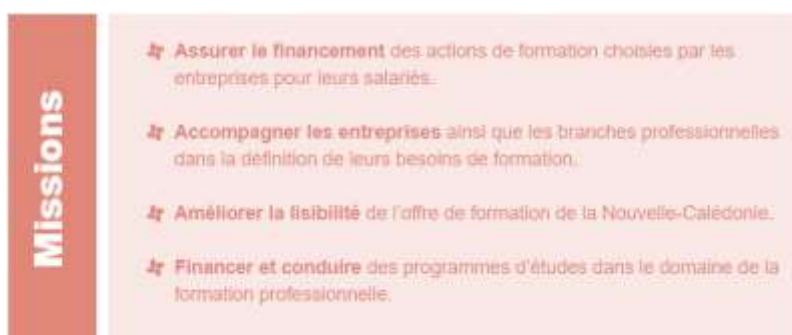 Missions
Assurer le financement des actions de formation choisies par les
entreprises pour leurs salariés.
Accompagner les entreprises ainsi que les branches professionnelles
dans la définition de leurs besoins de formation.
Améliorer la lisibilité de l'offre de formation de la Nouvelle-Calédonie.
Financer et conduire des programmes d'études dans le domaine de la
formation professionnelle.